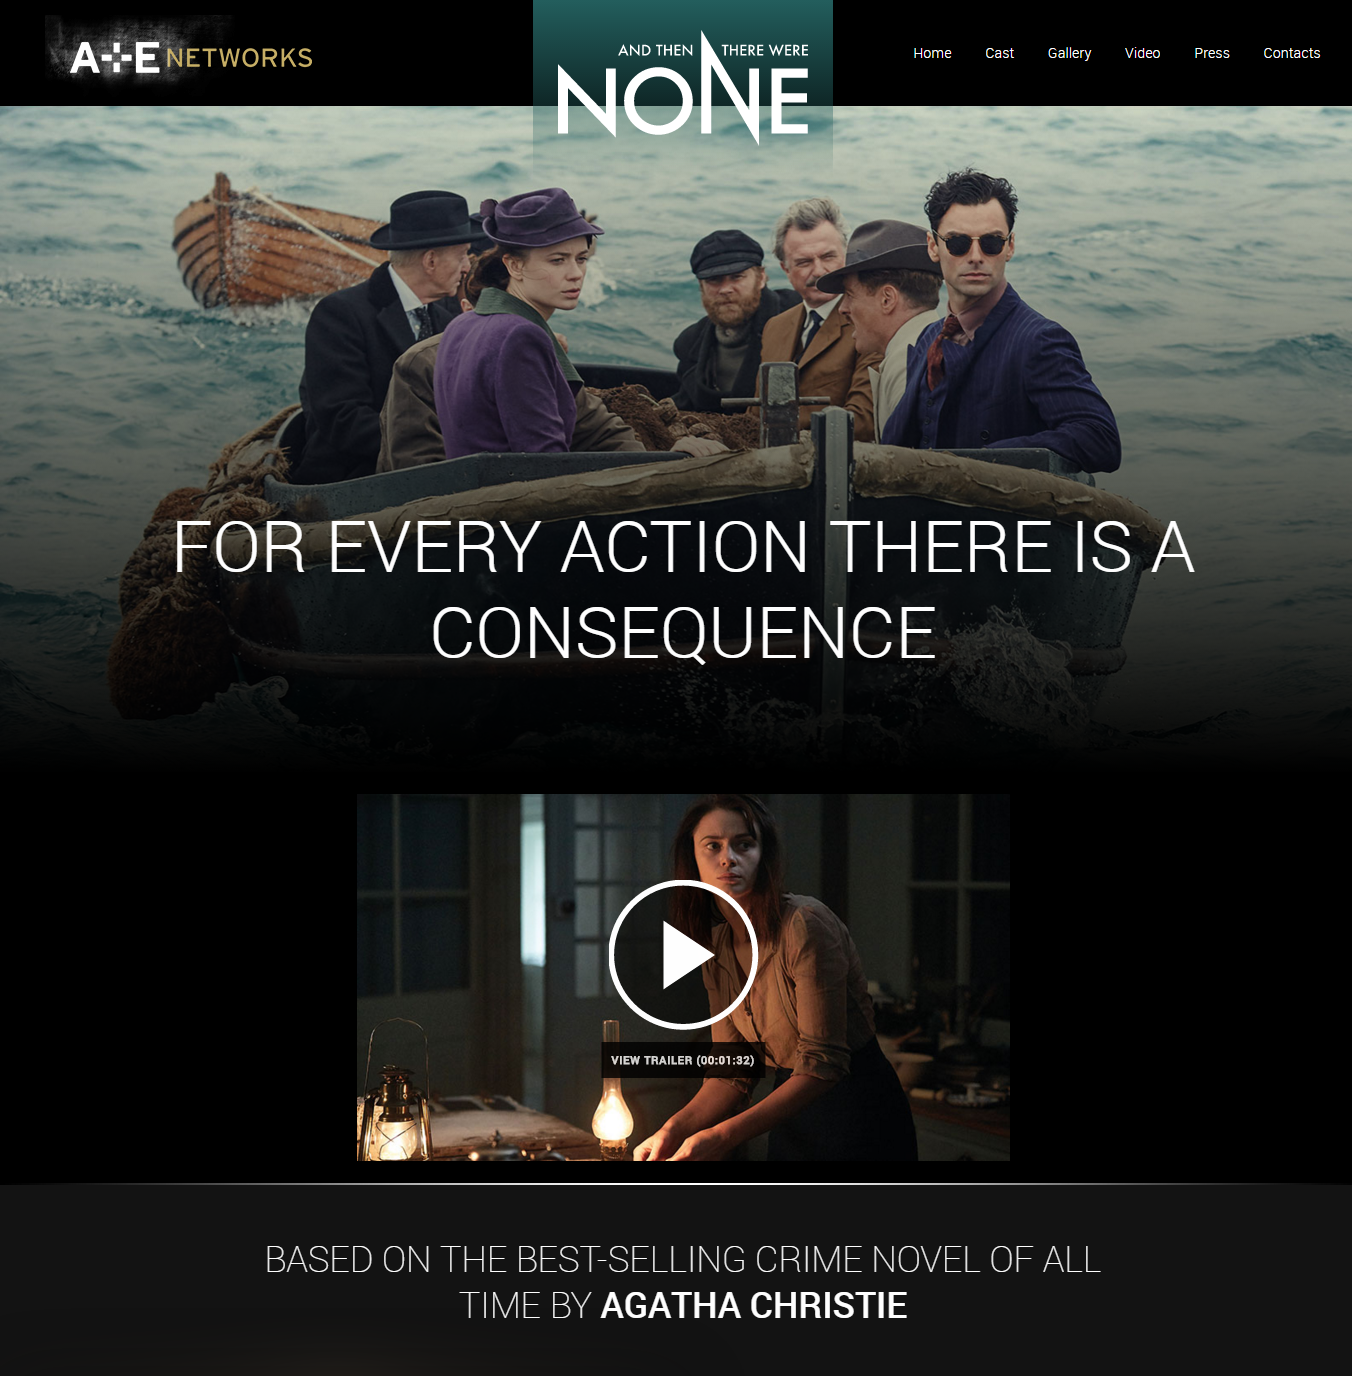 A+E NETWORKS
AND THEN THERE WERE
NONE
Home Cast Gallery Video Press Contacts
FOR EVERY ACTION THERE IS A
CONSEQUENCE
VIEW TRAILER (00:01:32)
BASED ON THE BEST-SELLING CRIME NOVEL OF ALL
TIME BY AGATHA CHRISTIE